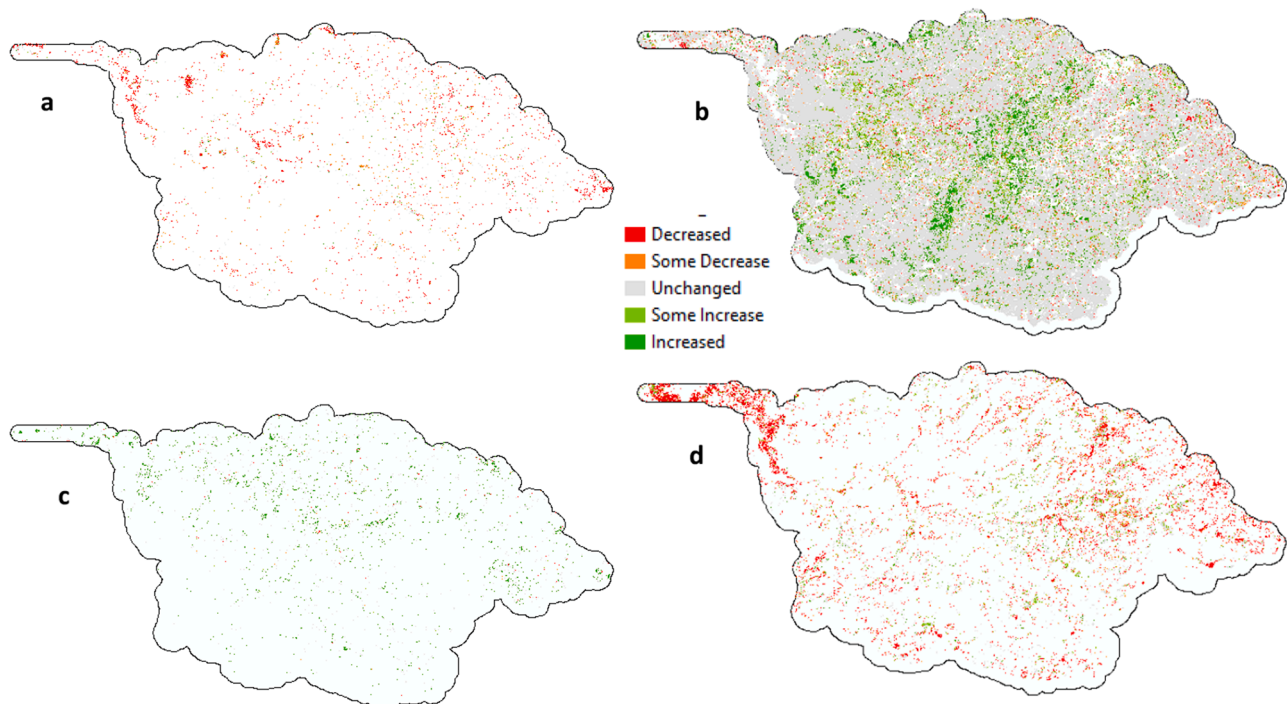 a
b
Decreased
Some Decrease
Unchanged
Some Increase
Increased
c
d